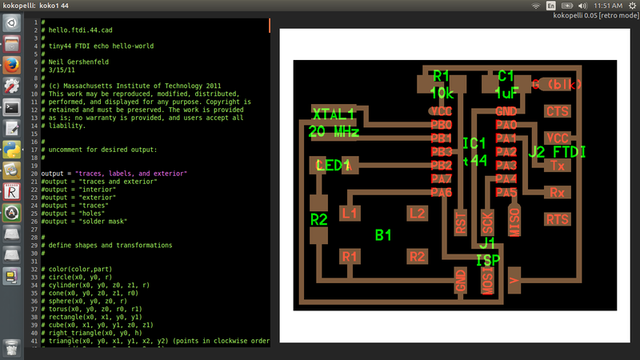 kokopelli: koko1 44
En
11:51 AM
kokopelli 0.05 [retro mode]
1 #
2 # hello.ftdi.44.cad
3 #
4 # tiny44 FTDI echo hello-world
5 #
6 # Neil Gershenfeld
7 # 3/15/11
8 #
9 # (c) Massachusetts Institute of Technology 2011
10 # This work may be reproduced, modified, distributed,
11 # performed, and displayed for any purpose. Copyright is
12 # retained and must be preserved. The work is provided
13 # as is; no warranty is provided, and users accept all
14 # liability.
15
16 #
17 # uncomment for desired output:
18 #
19
20 output = "traces, labels, and exterior"
21 #output = "traces and exterior"
22 #output = "interior"
23 #output = "exterior"
24 #output = "traces"
25 #output = "holes"
26 #output = "solder mask"
27
28 #
29 # define shapes and transformations
30 #
31
32 # color(color,part)
33 # circle(x0, y0, r)
34 # cylinder(x0, y0, z0, z1, r)
35 # cone(x0, y0, z0, z1, r0)
36 # sphere(x0, y0, z0, r)
37 # torus(x0, y0, z0, r0, r1)
38 # rectangle(x0, x1, y0, y1)
39 # cube(x0, x1, y0, y1, z0, z1)
40 # right_triangle(x0, y0, h)
41 # triangle(x0, y0, x1, y1, x2, y2) (points in clockwise order
R1
10k
C1
1uF
(blk)
XTAL1
20 MHz
VCC
PB0
PB1
PB3
PB2
PA7
PA6
IC1
t44
GND
PA0
PA1
PA2
PA3
PA4
PA5
CTS
VCC
J2 FTDI
Tx
Rx
RTS
LED1
R2
L1
L2
B1
R1
R2
RST
SCK
MISO
J1
ISP
GND
MOSI
V